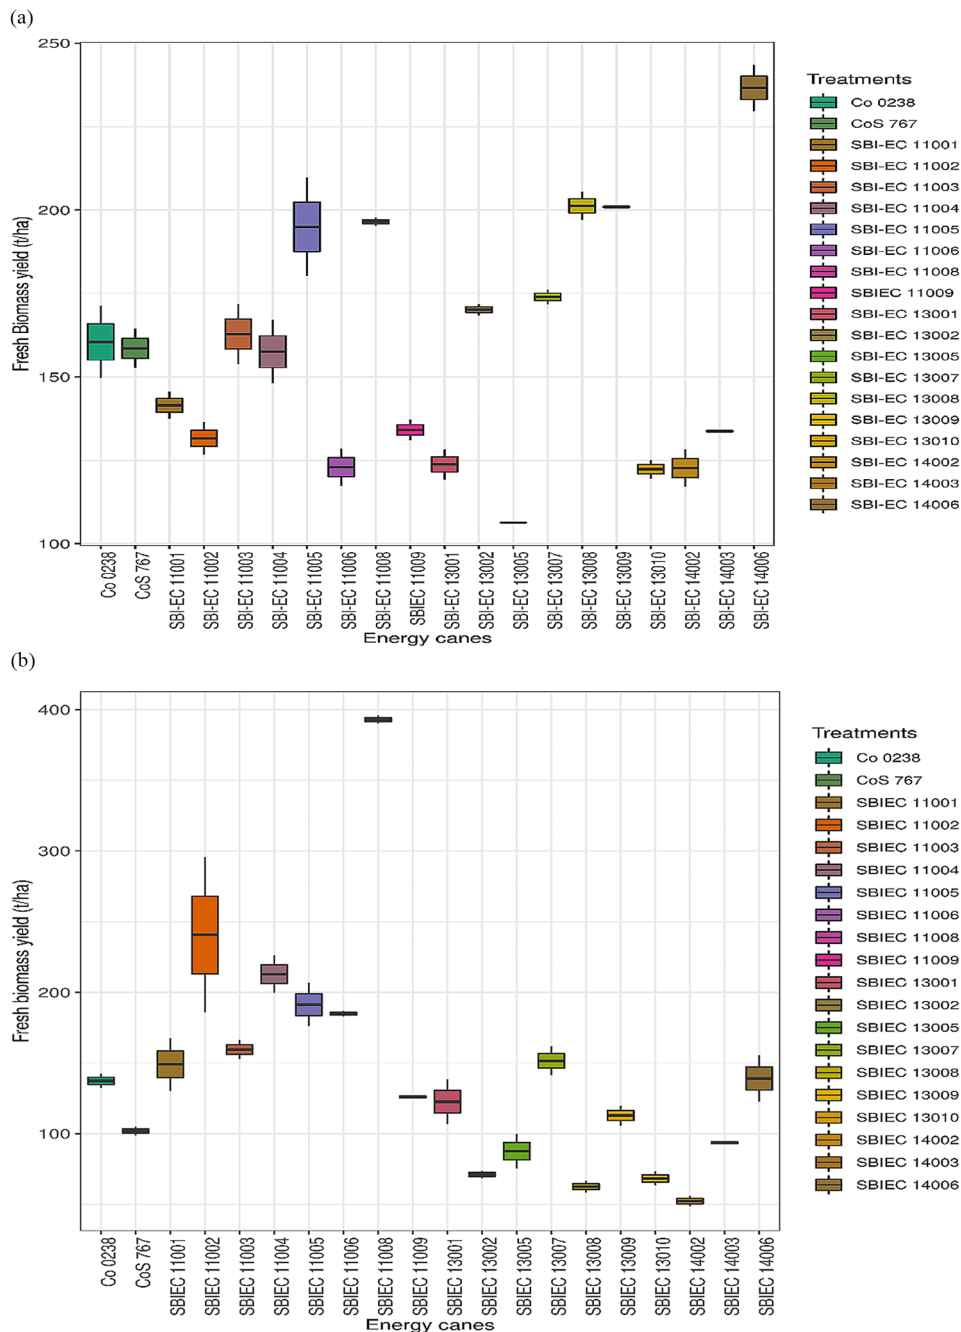 (a)
Fresh Biomass yield (t/ha)
250
200
150
100
Co 0238
CoS 767
SBI-EC 11001
SBI-EC 11002
SBI-EC 11003
SBI-EC 11004
SBI-EC 11005
SBI-EC 11006
SBI-EC 11008
SBIEC 11009
SBI-EC 13001
SBI-EC 13002
SBI-EC 13005
SBI-EC 13007
SBI-EC 13008
SBI-EC 13009
SBI-EC 13010
SBI-EC 14002
SBI-EC 14003
SBI-EC 14006
Energy canes
Treatments
Co 0238
CoS 767
SBI-EC 11001
SBI-EC 11002
SBI-EC 11003
SBI-EC 11004
SBI-EC 11005
SBI-EC 11006
SBI-EC 11008
SBIEC 11009
SBI-EC 13001
SBI-EC 13002
SBI-EC 13005
SBI-EC 13007
SBI-EC 13008
SBI-EC 13009
SBI-EC 13010
SBI-EC 14002
SBI-EC 14003
SBI-EC 14006
(b)
Fresh biomass yield (t/ha)
400
300
200
100
Co 0238
CoS 767
SBIEC 11001
SBIEC 11002
SBIEC 11003
SBIEC 11004
SBIEC 11005
SBIEC 11006
SBIEC 11008
SBIEC 11009
SBIEC 13001
SBIEC 13002
SBIEC 13005
SBIEC 13007
SBIEC 13008
SBIEC 13009
SBIEC 13010
SBIEC 14002
SBIEC 14003
SBIEC 14006
Energy canes
Treatments
Co 0238
CoS 767
SBIEC 11001
SBIEC 11002
SBIEC 11003
SBIEC 11004
SBIEC 11005
SBIEC 11006
SBIEC 11008
SBIEC 11009
SBIEC 13001
SBIEC 13002
SBIEC 13005
SBIEC 13007
SBIEC 13008
SBIEC 13009
SBIEC 13010
SBIEC 14002
SBIEC 14003
SBIEC 14006